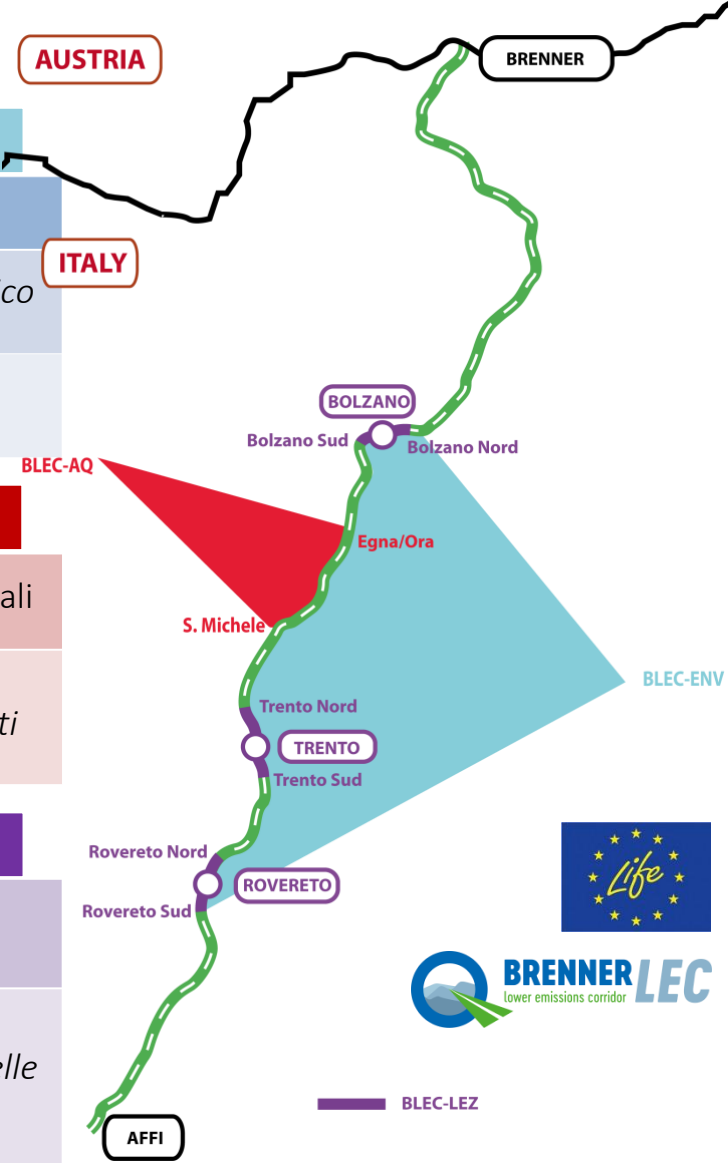 AUSTRIA
BRENNER
ITALY
co
BOLZANO
Bolzano Sud
Bolzano Nord
BLEC-AQ
Egna/Ora
ali
S. Michele
BLEC-ENV
Trento Nord
ti
TRENTO
Trento Sud
Rovereto Nord
Life
ROVERETO
Rovereto Sud
BRENNER LEC
lower emissions corridor
elle
BLEC-LEZ
AFFI